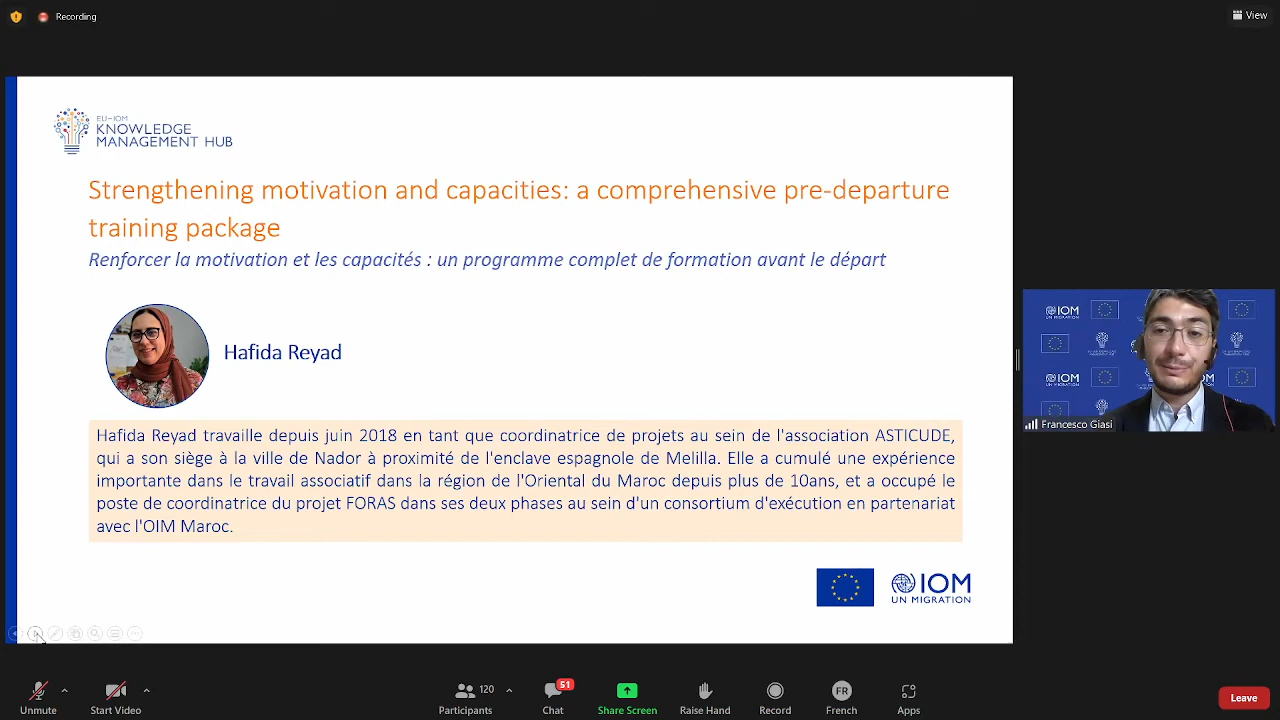 Recording
View
EU-IOM
KNOWLEDGE
MANAGEMENT HUB
Strengthening motivation and capacities: a comprehensive pre-departure
training package
Renforcer la motivation et les capacités : un programme complet de formation avant le départ
Hafida Reyad
Hafida Reyad travaille depuis juin 2018 en tant que coordinatrice de projets au sein de l'association ASTICUDE,
qui a son siège à la ville de Nador à proximité de l'enclave espagnole de Melilla. Elle a cumulé une expérience
importante dans le travail associatif dans la région de l'Oriental du Maroc depuis plus de 10ans, et a occupé le
poste de coordinatrice du projet FORAS dans ses deux phases au sein d'un consortium d'exécution en partenariat
avec l'OIM Maroc.
IOM
UN MIGRATION
IOM
UN MIGRATION
IOM
Francesco Giasi
Unmute
Start Video
120
Participants
51
Chat
Share Screen
Raise Hand
Record
FR
French
Apps
Leave